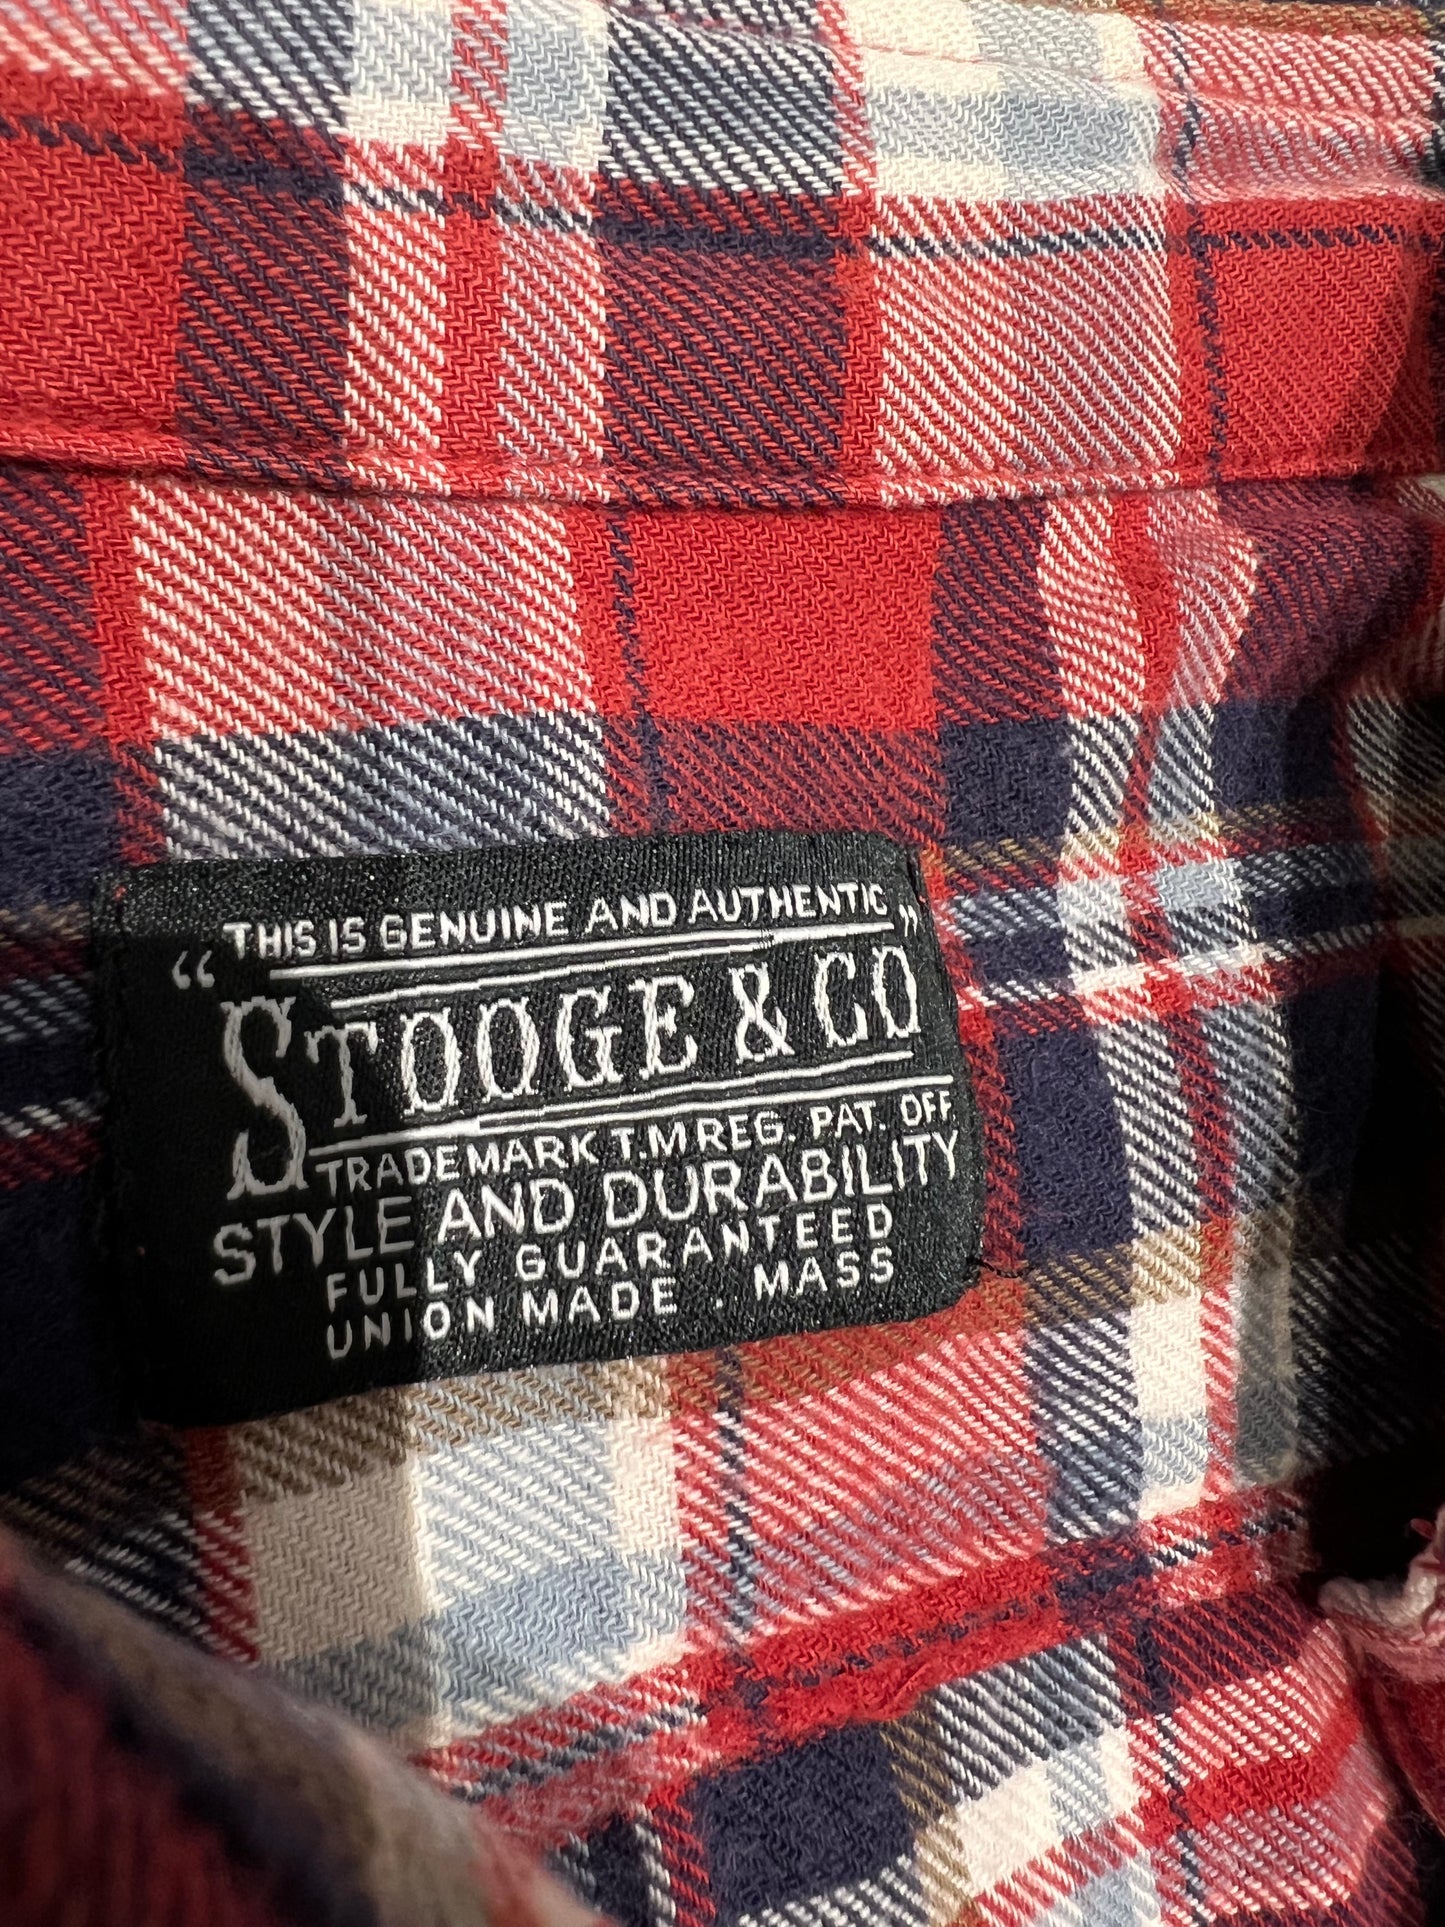 THIS IS GENUINE AND AUTHENTIC
"STOOGE & CO"
TRADEMARK T.M REG. PAT. OFF.
STYLE AND DURABILITY
FULLY GUARANTEED
UNION MADE . MASS